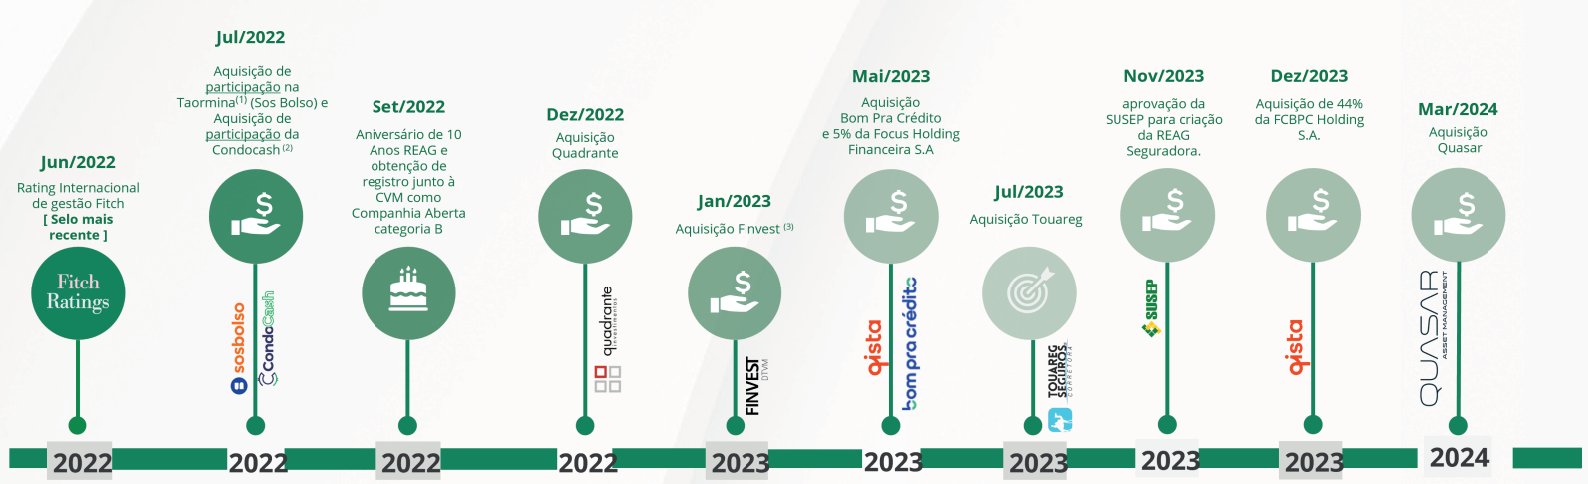 Jun/2022
Rating Internacional
de gestão Fitch
[ Selo mais
recente ]
Fitch
Ratings
2022
Jul/2022
Aquisição de
participação na
Taormina(1) (Sos Bolso) e
Aquisição de
participação da
Condocash (2)
sosbolso
CondoCash
2022
Set/2022
Aniversário de 10
Anos REAG e
obtenção de
registro junto à
CVM como
Companhia Aberta
categoria B
2022
Dez/2022
Aquisição
Quadrante
quadrante
investimentos
2022
Jan/2023
Aquisição F nvest (3)
FINVEST
DTVM
2023
Mai/2023
Aquisição
Bom Pra Crédito
e 5% da Focus Holding
Financeira S.A
qista
bom pra crédito
2023
Jul/2023
Aquisição Touareg
TOUAREG
SEGUROS
CORRETORA
2023
Nov/2023
aprovação da
SUSEP para criação
da REAG
Seguradora.
SUSEP
2023
Dez/2023
Aquisição de 44%
da FCBPC Holding
S.A.
qista
2023
Mar/2024
Aquisição
Quasar
QUASAR
ASSET MANAGEMENT
2024